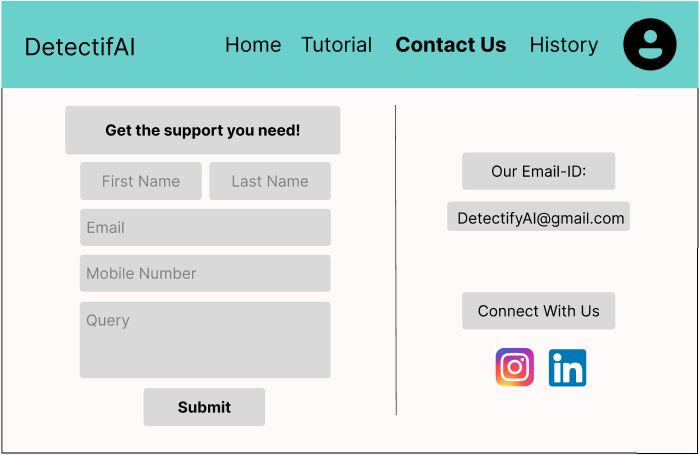 DetectifAI
Home Tutorial Contact Us History
Get the support you need!
First Name Last Name
Email
Mobile Number
Query
Submit
Our Email-ID:
DetectifyAI@gmail.com
Connect With Us
in